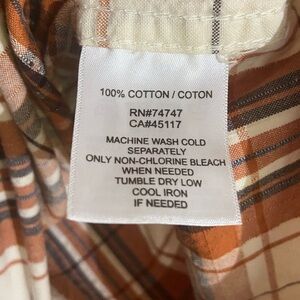 100% COTTON / COTON
RN#74747
CA#45117
MACHINE WASH COLD
SEPARATELY
ONLY NON-CHLORINE BLEACH
WHEN NEEDED
TUMBLE DRY LOW
COOL IRON
IF NEEDED